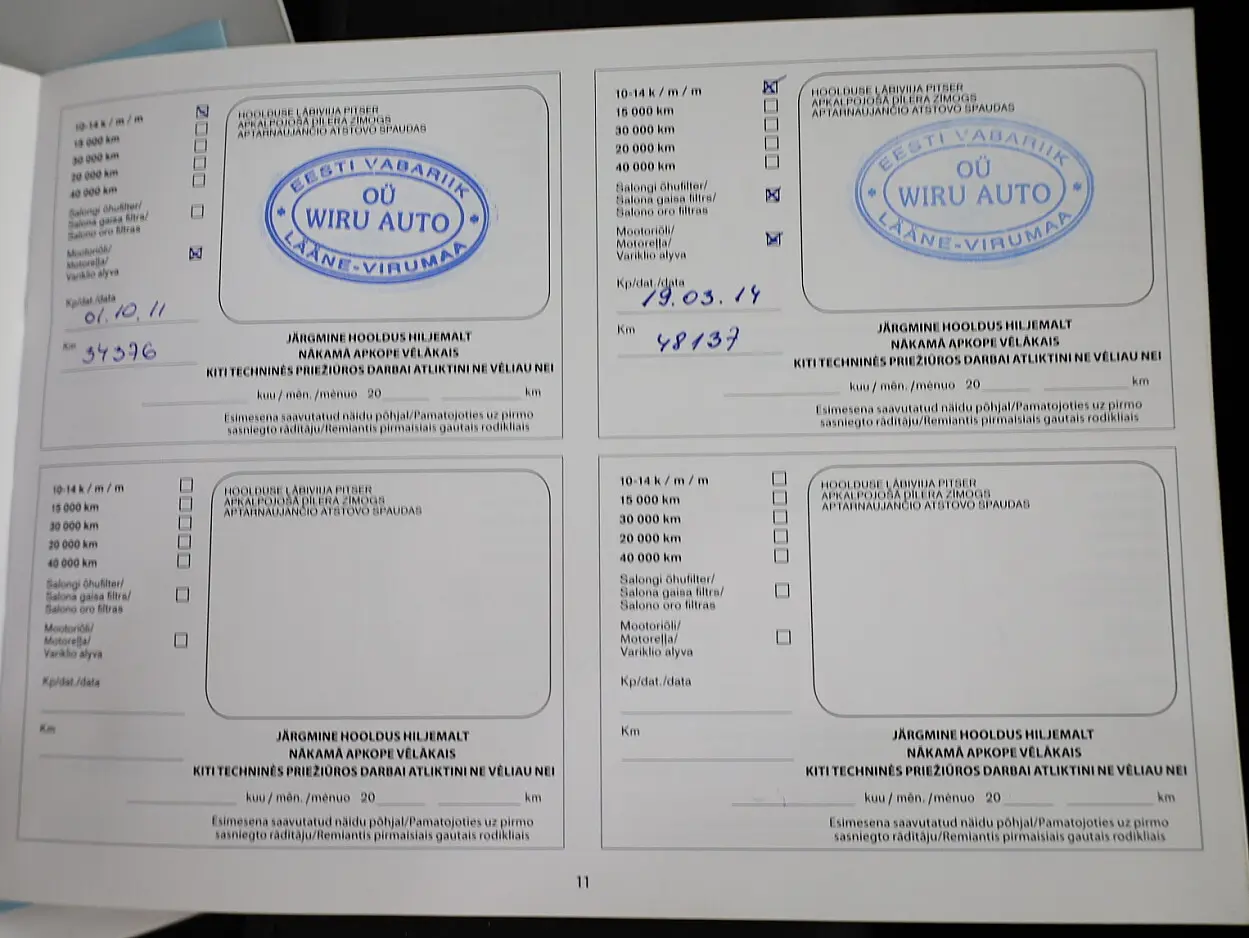 10-14 k / m / m
15 000 km
30 000 km
20 000 km
40 000 km
Salongi õhufilter/
Salona gaisa filtra/
Salono oro filtras
Mootoriõli/
Motoreļļa/
Variklio alyva
Kp/dat./data
01.10.11
Km
34376
HOOLDUSE LÄBIVIIJA PITSER
APKALPOJOŠĀ DĪLERA ZĪMOGS
APTARNAUJANČIO ATSTOVO SPAUDAS
EESTI VABARIIK
OÜ
WIRU AUTO
LÄÄNE-VIRUMAA
JÄRGMINE HOOLDUS HILJEMALT
NĀKAMĀ APKOPE VĒLĀKAIS
KITI TECHNINĖS PRIEŽIŪROS DARBAI ATLIKTINI NE VĖLIAU NEI
kuu / mēn. /mėnuo 20 km
Esimesena saavutatud näidu põhjal/Pamatojoties uz pirmo
sasniegto rādītāju/Remiantis pirmaisiais gautais rodikliais
10-14 k / m / m
15 000 km
30 000 km
20 000 km
40 000 km
Salongi õhufilter/
Salona gaisa filtra/
Salono oro filtras
Mootoriõli/
Motoreļļa/
Variklio alyva
Kp/dat./data
19.03.14
Km
48137
HOOLDUSE LÄBIVIIJA PITSER
APKALPOJOŠĀ DĪLERA ZĪMOGS
APTARNAUJANČIO ATSTOVO SPAUDAS
EESTI VABARIIK
OÜ
WIRU AUTO
LÄÄNE-VIRUMAA
JÄRGMINE HOOLDUS HILJEMALT
NĀKAMĀ APKOPE VĒLĀKAIS
KITI TECHNINĖS PRIEŽIŪROS DARBAI ATLIKTINI NE VĖLIAU NEI
kuu / mēn. /mėnuo 20 km
Esimesena saavutatud näidu põhjal/Pamatojoties uz pirmo
sasniegto rādītāju/Remiantis pirmaisiais gautais rodikliais
10-14 k / m / m
15 000 km
30 000 km
20 000 km
40 000 km
Salongi õhufilter/
Salona gaisa filtra/
Salono oro filtras
Mootoriõli/
Motoreļļa/
Variklio alyva
Kp/dat./data
Km
HOOLDUSE LÄBIVIIJA PITSER
APKALPOJOŠĀ DĪLERA ZĪMOGS
APTARNAUJANČIO ATSTOVO SPAUDAS
JÄRGMINE HOOLDUS HILJEMALT
NĀKAMĀ APKOPE VĒLĀKAIS
KITI TECHNINĖS PRIEŽIŪROS DARBAI ATLIKTINI NE VĖLIAU NEI
kuu / mēn. /mėnuo 20 km
Esimesena saavutatud näidu põhjal/Pamatojoties uz pirmo
sasniegto rādītāju/Remiantis pirmaisiais gautais rodikliais
10-14 k / m / m
15 000 km
30 000 km
20 000 km
40 000 km
Salongi õhufilter/
Salona gaisa filtra/
Salono oro filtras
Mootoriõli/
Motoreļļa/
Variklio alyva
Kp/dat./data
Km
HOOLDUSE LÄBIVIIJA PITSER
APKALPOJOŠĀ DĪLERA ZĪMOGS
APTARNAUJANČIO ATSTOVO SPAUDAS
JÄRGMINE HOOLDUS HILJEMALT
NĀKAMĀ APKOPE VĒLĀKAIS
KITI TECHNINĖS PRIEŽIŪROS DARBAI ATLIKTINI NE VĖLIAU NEI
kuu / mēn. /mėnuo 20 km
Esimesena saavutatud näidu põhjal/Pamatojoties uz pirmo
sasniegto rādītāju/Remiantis pirmaisiais gautais rodikliais
11